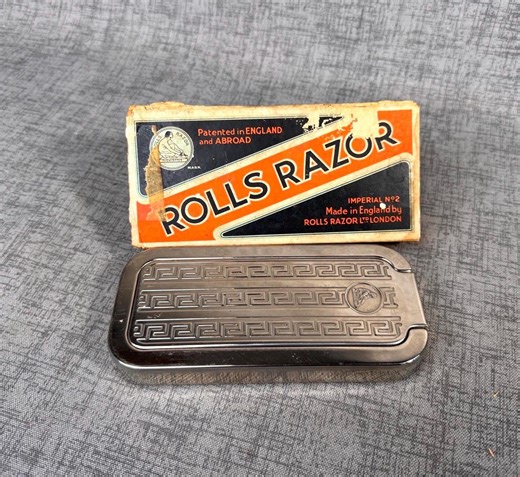 Patented in ENGLAND
and ABROAD
ROLLS RAZOR
IMPERIAL Nº2
Made in England by
ROLLS RAZOR LTD LONDON